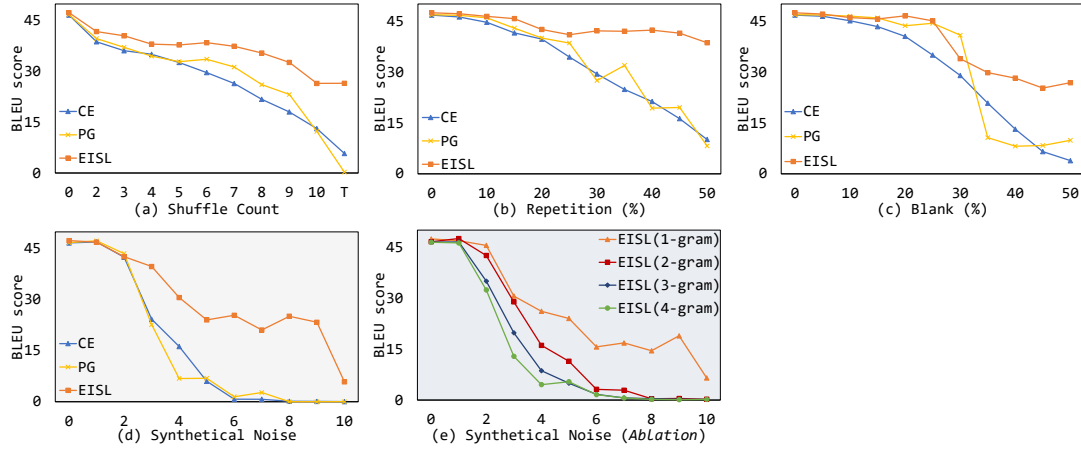 45
30
15
0
BLEU score
CE
PG
EISL
0 2 3 4 5 6 7 8 9 10 T
(a) Shuffle Count
45
30
15
0
BLEU score
CE
PG
EISL
0 10 20 30 40 50
(b) Repetition (%)
45
30
15
0
BLEU score
CE
PG
EISL
0 10 20 30 40 50
(c) Blank (%)
45
30
15
0
BLEU score
CE
PG
EISL
0 2 4 6 8 10
(d) Synthetical Noise
45
30
15
0
BLEU score
EISL(1-gram)
EISL(2-gram)
EISL(3-gram)
EISL(4-gram)
0 2 4 6 8 10
(e) Synthetical Noise (Ablation)